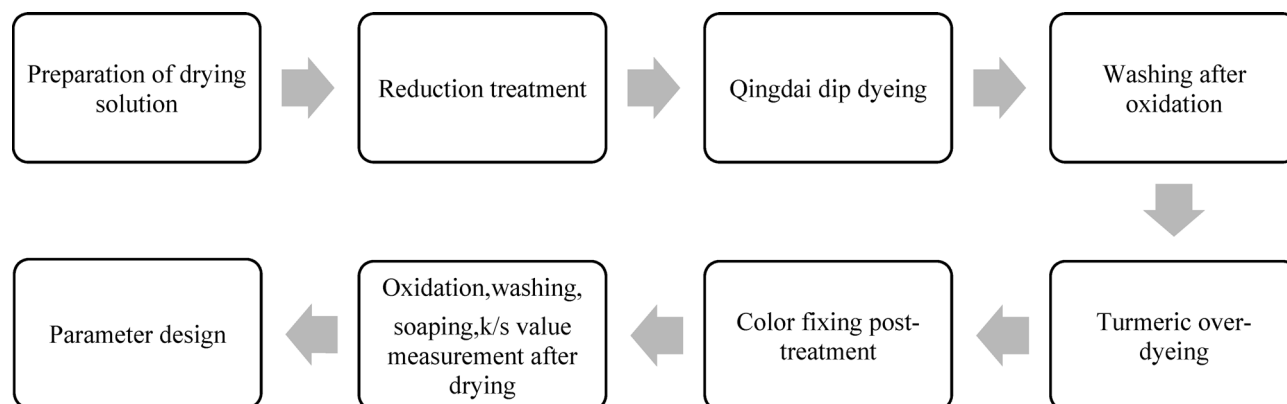 Preparation of drying
solution
Reduction treatment
Qingdai dip dyeing
Washing after
oxidation
Turmeric over-
dyeing
Color fixing post-
treatment
Oxidation,washing,
soaping,k/s value
measurement after
drying
Parameter design